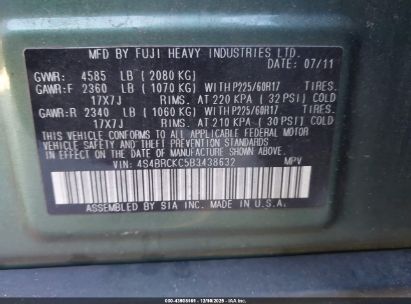 MFD BY FUJI HEAVY INDUSTRIES LTD.
DATE: 07/11
GVWR: 4585 LB (2080 KG)
GAWR:F 2360 LB (1070 KG) WITH P225/60R17 TIRES.
17X7J RIMS. AT 220 KPA (32 PSI) COLD
GAWR:R 2340 LB (1060 KG) WITH P225/60R17 TIRES.
17X7J RIMS. AT 210 KPA (30 PSI) COLD
THIS VEHICLE CONFORMS TO ALL APPLICABLE FEDERAL MOTOR
VEHICLE SAFETY AND THEFT PREVENTION STANDARDS
IN EFFECT ON THE DATE OF MANUFACTURE SHOWN ABOVE.
VIN: 4S4BRCKC5B3438632 MPV
ASSEMBLED BY SIA INC. MADE IN U.S.A.